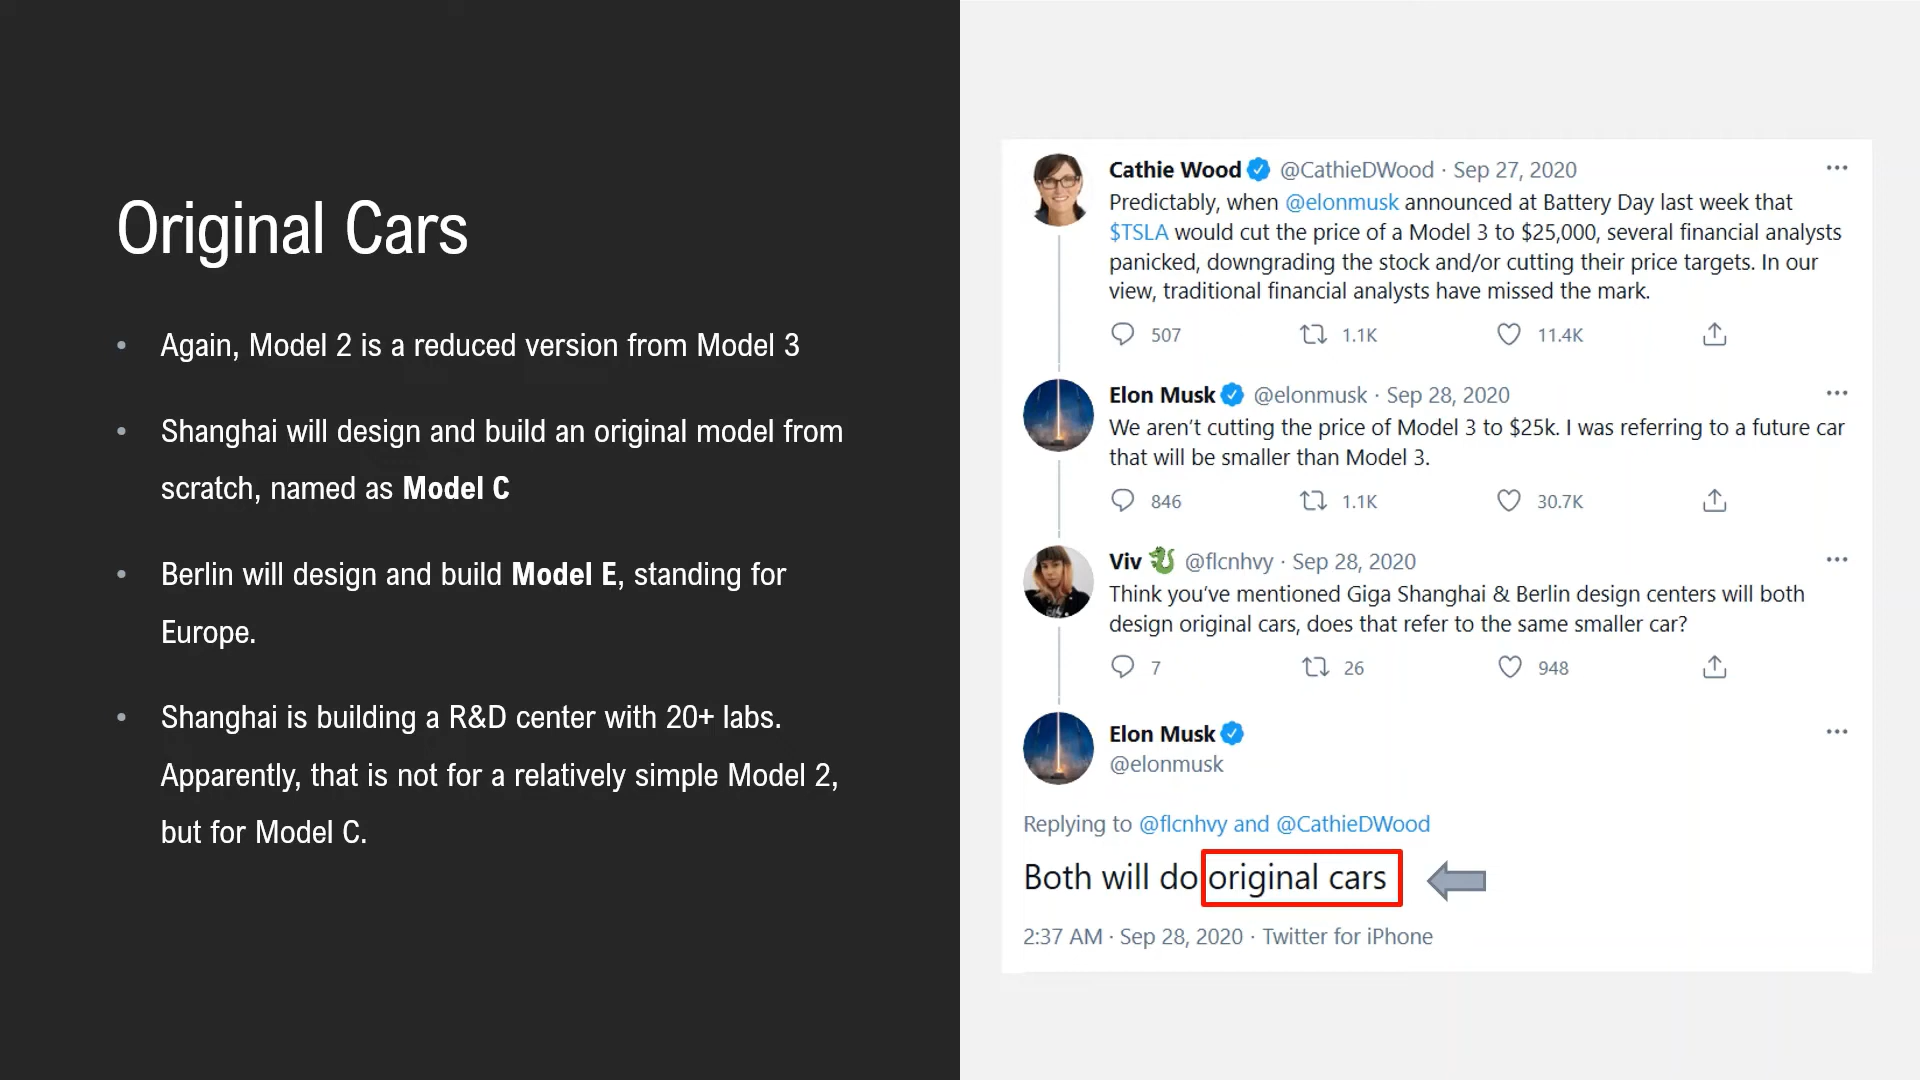 Original Cars
• Again, Model 2 is a reduced version from Model 3
• Shanghai will design and build an original model from
scratch, named as Model C
• Berlin will design and build Model E, standing for
Europe.
• Shanghai is building a R&D center with 20+ labs.
Apparently, that is not for a relatively simple Model 2,
but for Model C.
Cathie Wood @CathieDWood · Sep 27, 2020
Predictably, when @elonmusk announced at Battery Day last week that
$TSLA would cut the price of a Model 3 to $25,000, several financial analysts
panicked, downgrading the stock and/or cutting their price targets. In our
view, traditional financial analysts have missed the mark.
507 1.1K 11.4K
Elon Musk @elonmusk · Sep 28, 2020
We aren't cutting the price of Model 3 to $25k. I was referring to a future car
that will be smaller than Model 3.
846 1.1K 30.7K
Viv @flcnhvy · Sep 28, 2020
Think you've mentioned Giga Shanghai & Berlin design centers will both
design original cars, does that refer to the same smaller car?
7 26 948
Elon Musk
@elonmusk
Replying to @flcnhvy and @CathieDWood
Both will do original cars
2:37 AM · Sep 28, 2020 · Twitter for iPhone